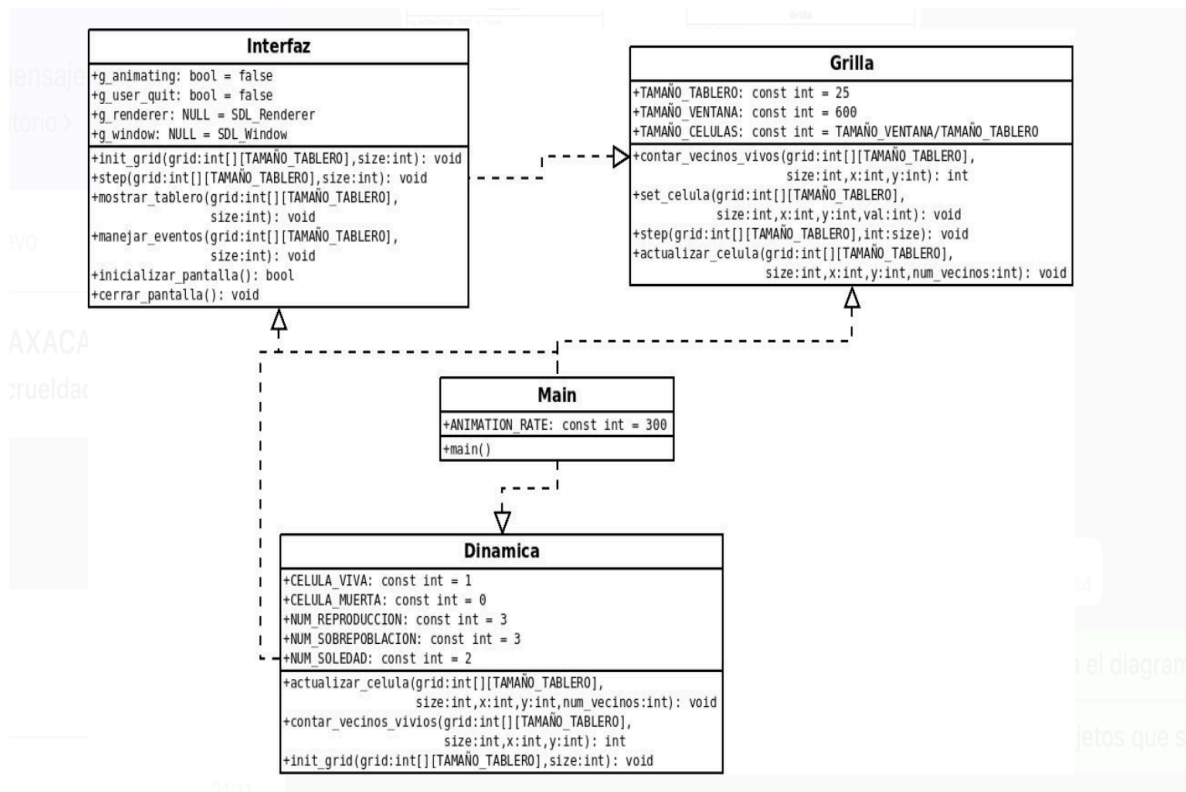 Interfaz
+g_animating: bool = false
+g_user_quit: bool = false
+g_renderer: NULL = SDL_Renderer
+g_window: NULL = SDL_Window
+init_grid(grid:int[][TAMAÑO_TABLERO],size:int): void
+step(grid:int[][TAMAÑO_TABLERO],size:int): void
+mostrar_tablero(grid:int[][TAMAÑO_TABLERO],
size:int): void
+manejar_eventos(grid:int[][TAMAÑO_TABLERO],
size:int): void
+inicializar_pantalla(): bool
+cerrar_pantalla(): void
Grilla
+TAMAÑO_TABLERO: const int = 25
+TAMAÑO_VENTANA: const int = 600
+TAMAÑO_CELULAS: const int = TAMAÑO_VENTANA/TAMAÑO_TABLERO
+contar_vecinos_vivos(grid:int[][TAMAÑO_TABLERO],
size:int,x:int,y:int): int
+set_celula(grid:int[][TAMAÑO_TABLERO],
size:int,x:int,y:int,val:int): void
+step(grid:int[][TAMAÑO_TABLERO],int:size): void
+actualizar_celula(grid:int[][TAMAÑO_TABLERO],
size:int,x:int,y:int,num_vecinos:int): void
Main
+ANIMATION_RATE: const int = 300
+main()
Dinamica
+CELULA_VIVA: const int = 1
+CELULA_MUERTA: const int = 0
+NUM_REPRODUCCION: const int = 3
+NUM_SOBREPOBLACION: const int = 3
+NUM_SOLEDAD: const int = 2
+actualizar_celula(grid:int[][TAMAÑO_TABLERO],
size:int,x:int,y:int,num_vecinos:int): void
+contar_vecinos_vivios(grid:int[][TAMAÑO_TABLERO],
size:int,x:int,y:int): int
+init_grid(grid:int[][TAMAÑO_TABLERO],size:int): void